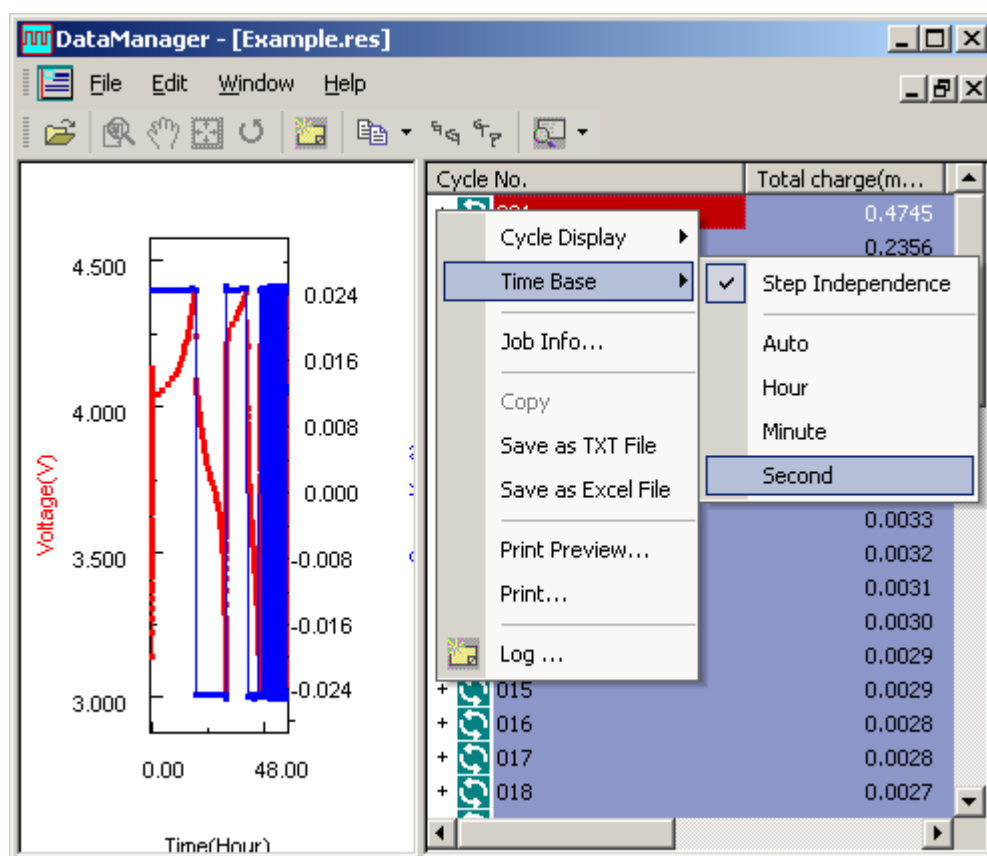 DataManager - [Example.res]
File Edit Window Help
4.500
4.000
3.500
3.000
Voltage(V)
0.024
0.016
0.008
0.000
-0.008
-0.016
-0.024
0.00 48.00
Time(Hour)
Cycle No. Total charge(m...
0.4745
0.2356
Cycle Display
Time Base
Job Info...
Copy
Save as TXT File
Save as Excel File
Print Preview...
Print...
Log ...
Step Independence
Auto
Hour
Minute
Second
0.0033
0.0032
0.0031
0.0030
0.0029
015 0.0029
016 0.0028
017 0.0028
018 0.0027